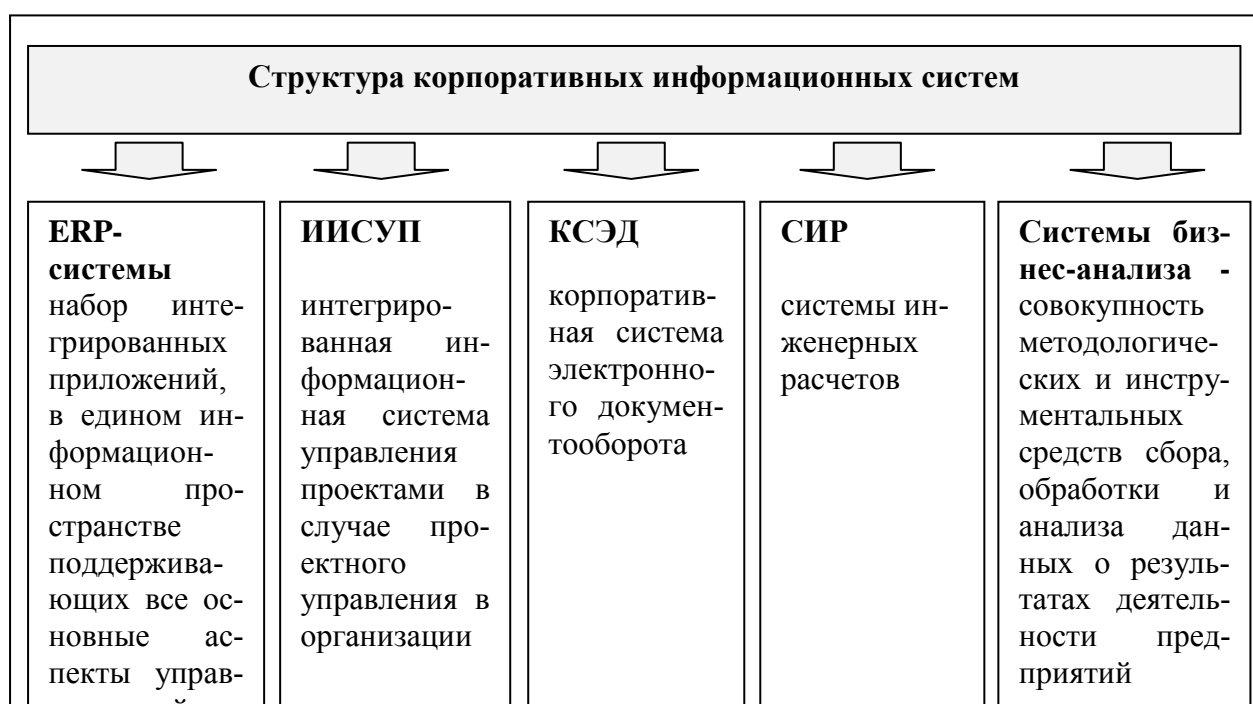 Структура корпоративных информационных систем
ERP-
системы
набор инте-
грированных
приложений,
в едином ин-
формацион-
ном про-
странстве
поддержива-
ющих все ос-
новные ас-
пекты управ-
ИИСУП
интегриро-
ванная ин-
формацион-
ная система
управления
проектами в
случае про-
ектного
управления в
организации
КСЭД
корпоратив-
ная система
электронно-
го докумен-
тооборота
СИР
системы ин-
женерных
расчетов
Системы биз-
нес-анализа -
совокупность
методологиче-
ских и инстру-
ментальных
средств сбора,
обработки и
анализа дан-
ных о резуль-
татах деятель-
ности пред-
приятий